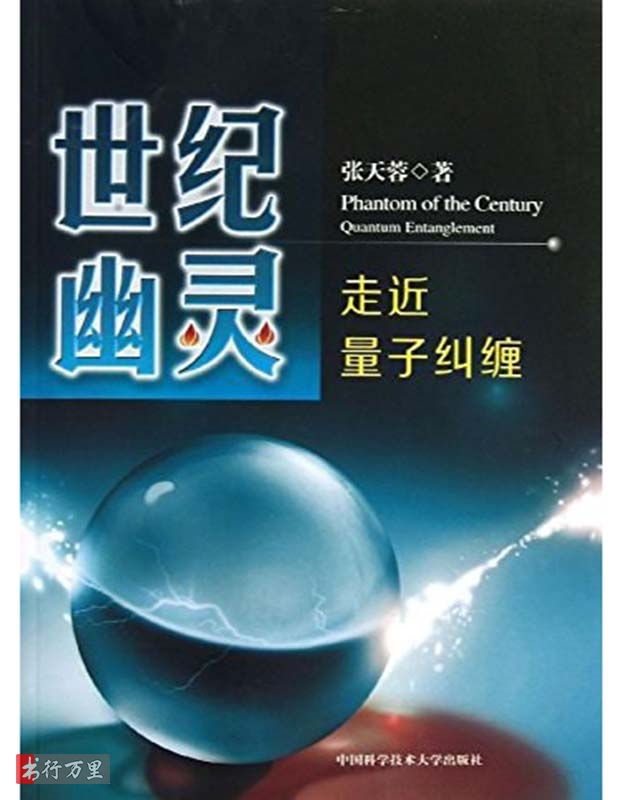 世纪
幽灵
张天蓉◇著
Phantom of the Century
Quantum Entanglement
走近
量子纠缠
中国科学技术大学出版社
书行万里